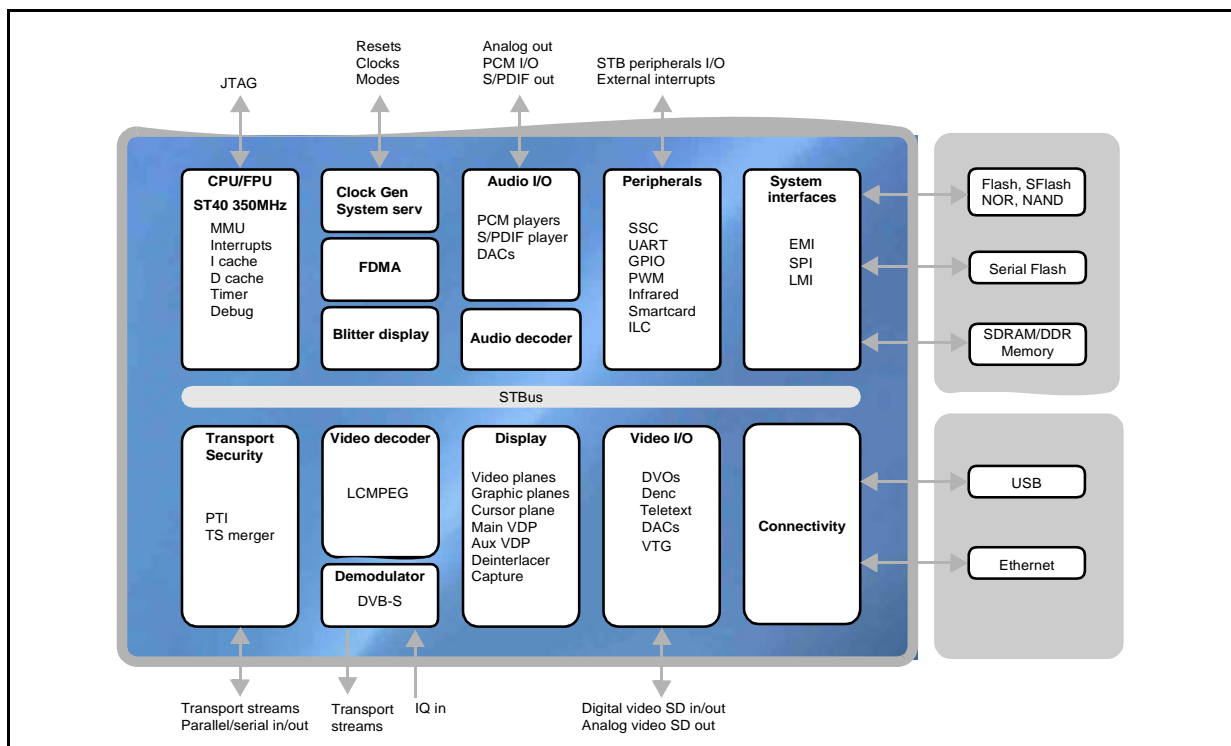 JTAG
Resets
Clocks
Modes
Analog out
PCM I/O
S/PDIF out
STB peripherals I/O
External interrupts
CPU/FPU
ST40 350MHz
MMU
Interrupts
I cache
D cache
Timer
Debug
Clock Gen
System serv
FDMA
Blitter display
Audio I/O
PCM players
S/PDIF player
DACs
Audio decoder
Peripherals
SSC
UART
GPIO
PWM
Infrared
Smartcard
ILC
System
interfaces
EMI
SPI
LMI
Flash, SFlash
NOR, NAND
Serial Flash
SDRAM/DDR
Memory
STBus
Transport
Security
PTI
TS merger
Video decoder
LCMPEG
Demodulator
DVB-S
Display
Video planes
Graphic planes
Cursor plane
Main VDP
Aux VDP
Deinterlacer
Capture
Video I/O
DVOs
Denc
Teletext
DACs
VTG
Connectivity
USB
Ethernet
Transport streams
Parallel/serial in/out
Transport
streams
IQ in
Digital video SD in/out
Analog video SD out